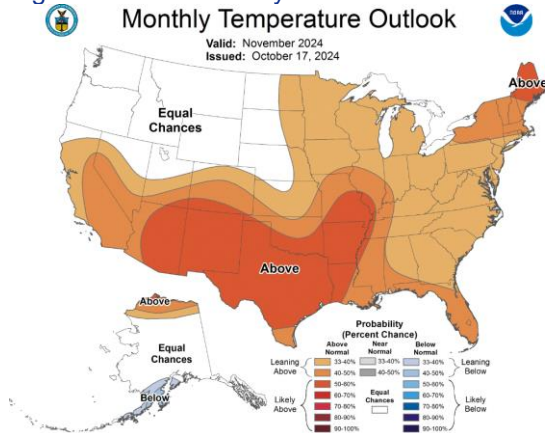 Monthly Temperature Outlook
Valid: November 2024
Issued: October 17, 2024
Equal
Chances
Above
Above
Above
Equal
Chances
Below
Probability
(Percent Chance)
Above Normal Near Normal Below Normal
Leaning Above 33-40% 33-40% 33-40% Leaning Below
40-50% 40-50% 40-50%
Likely Above 50-60% Equal Chances 50-60% Likely Below
60-70% 60-70%
70-80% 70-80%
80-90% 80-90%
90-100% 90-100%